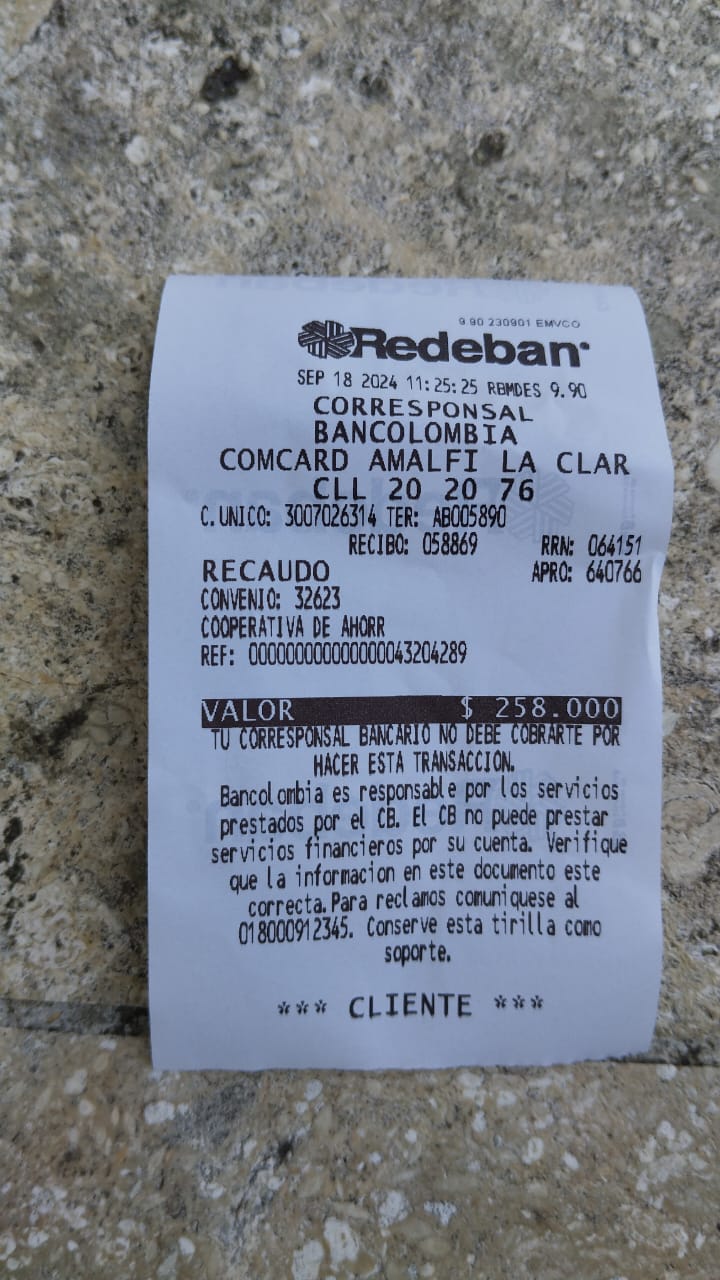 9.90 230901 EMVCO
Redeban
SEP 18 2024 11:25:25 RBMDES 9.90
CORRESPONSAL
BANCOLOMBIA
COMCARD AMALFI LA CLAR
CLL 20 20 76
C.UNICO: 3007026314 TER: AB005890
RECIBO: 058869 RRN: 064151
RECAUDO APRO: 640766
CONVENIO: 32623
COOPERATIVA DE AHORR
REF: 000000000000000043204289
VALOR $ 258.000
TU CORRESPONSAL BANCARIO NO DEBE COBRARTE POR
HACER ESTA TRANSACCION.
Bancolombia es responsable por los servicios
prestados por el CB. El CB no puede prestar
servicios financieros por su cuenta. Verifique
que la informacion en este documento este
correcta.Para reclamos comuniquese al
018000912345. Conserve esta tirilla como
soporte.
*** CLIENTE ***